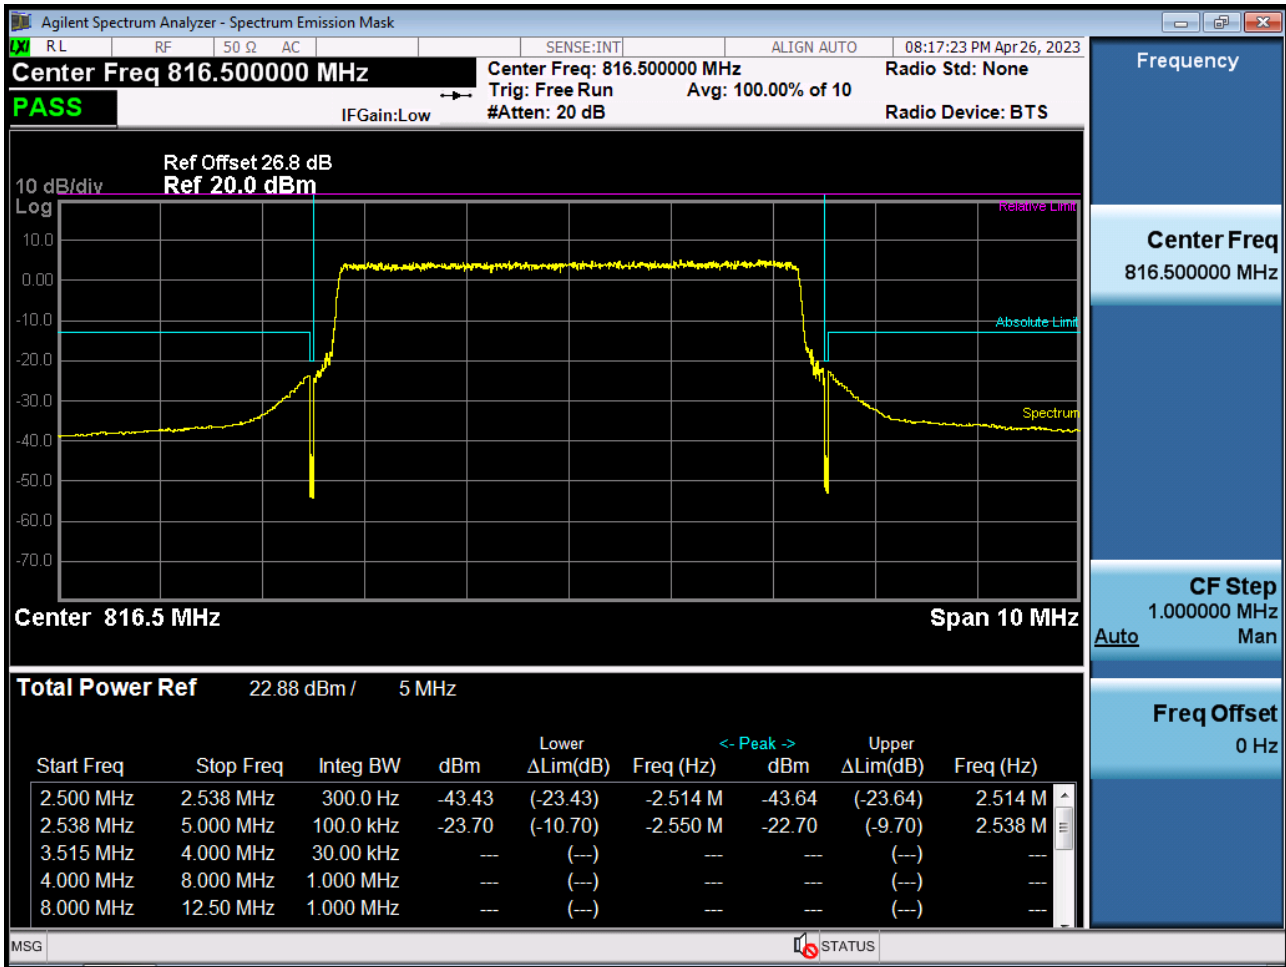 Agilent Spectrum Analyzer - Spectrum Emission Mask
LXI RL RF 50 Ω AC SENSE:INT ALIGN AUTO 08:17:23 PM Apr 26, 2023
Center Freq 816.500000 MHz Center Freq: 816.500000 MHz Radio Std: None
Trig: Free Run Avg: 100.00% of 10
PASS IFGain:Low #Atten: 20 dB Radio Device: BTS
Ref Offset 26.8 dB
10 dB/div Ref 20.0 dBm
Log
Relative Limit
10.0
0.00
-10.0
Absolute Limit
-20.0
-30.0
Spectrum
-40.0
-50.0
-60.0
-70.0
Center 816.5 MHz Span 10 MHz
Total Power Ref 22.88 dBm / 5 MHz
Lower <- Peak -> Upper
Start Freq Stop Freq Integ BW dBm ΔLim(dB) Freq (Hz) dBm ΔLim(dB) Freq (Hz)
2.500 MHz 2.538 MHz 300.0 Hz -43.43 (-23.43) -2.514 M -43.64 (-23.64) 2.514 M
2.538 MHz 5.000 MHz 100.0 kHz -23.70 (-10.70) -2.550 M -22.70 (-9.70) 2.538 M
3.515 MHz 4.000 MHz 30.00 kHz --- (---) --- --- (---) ---
4.000 MHz 8.000 MHz 1.000 MHz --- (---) --- --- (---) ---
8.000 MHz 12.50 MHz 1.000 MHz --- (---) --- --- (---) ---
MSG STATUS
Frequency
Center Freq
816.500000 MHz
CF Step
1.000000 MHz
Auto Man
Freq Offset
0 Hz